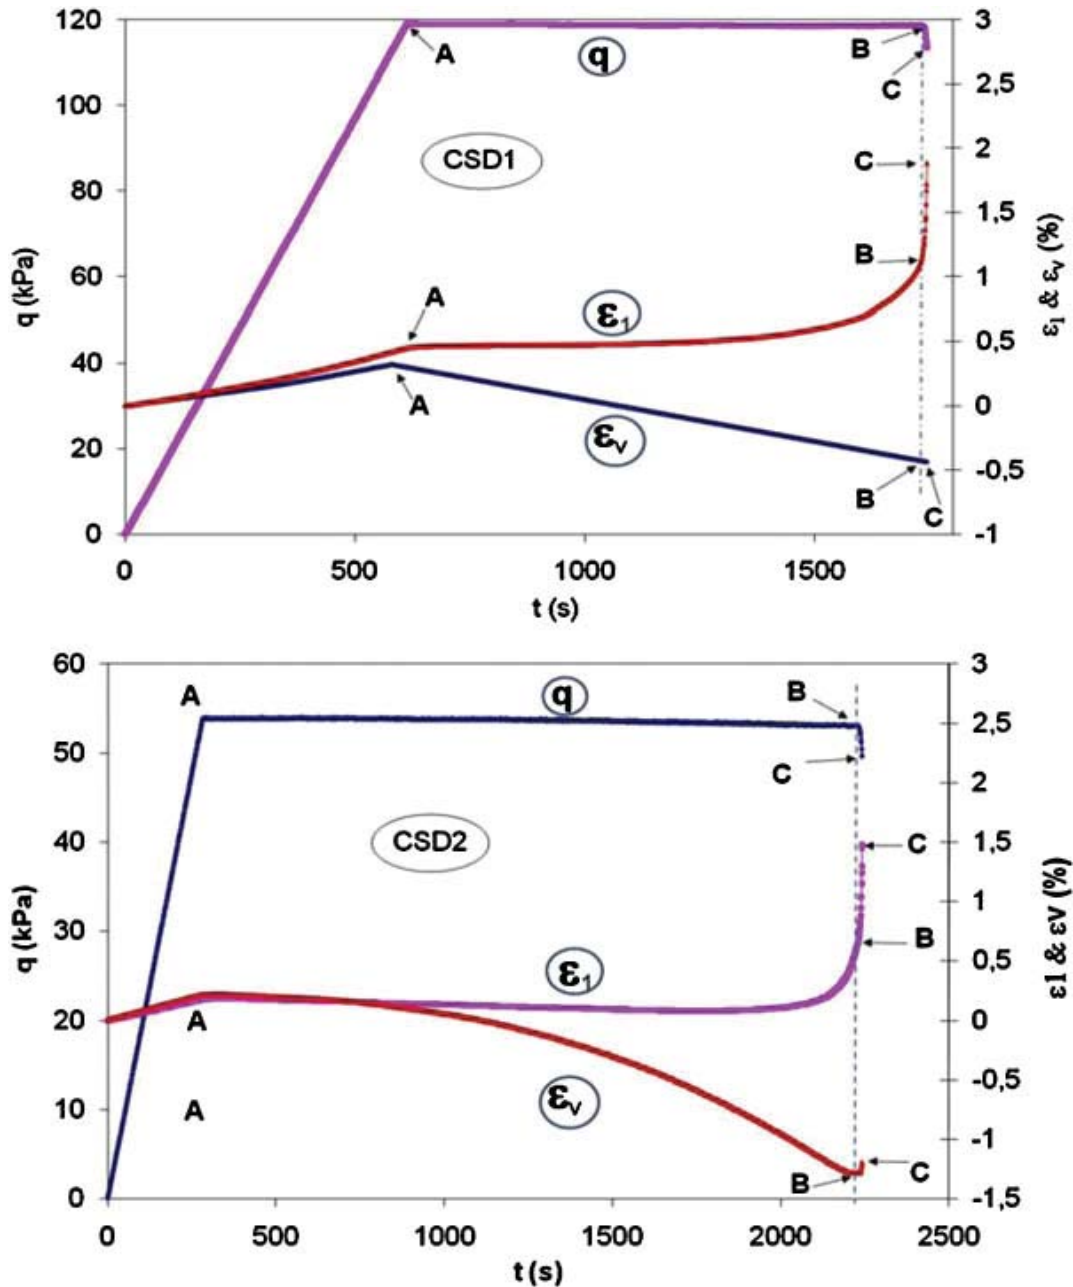 120
3
A
B
q
2,5
100
C
2
CSD1
C
80
1,5
q (kPa)
B
ε1 & εv (%)
60
1
A
ε1
0,5
40
A
0
εv
20
B
C
-0,5
0
-1
0
500
1000
1500
t (s)
60
3
A
q
B
2,5
50
C
2
CSD2
C
40
1,5
q (kPa)
B
1
ε1 & εv (%)
30
ε1
0,5
20
A
0
εv
-0,5
10
A
-1
B
C
0
-1,5
0
500
1000
1500
2000
2500
t (s)